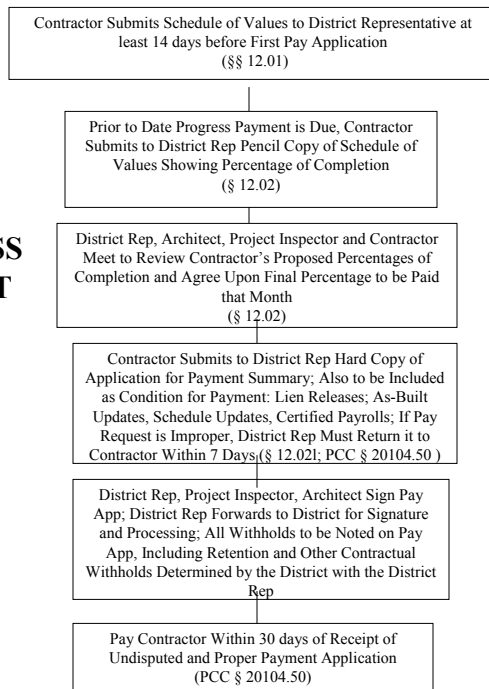 Contractor Submits Schedule of Values to District Representative at
least 14 days before First Pay Application
(§§ 12.01)
Prior to Date Progress Payment is Due, Contractor
Submits to District Rep Pencil Copy of Schedule of
Values Showing Percentage of Completion
(§ 12.02)
District Rep, Architect, Project Inspector and Contractor
Meet to Review Contractor’s Proposed Percentages of
Completion and Agree Upon Final Percentage to be Paid
that Month
(§ 12.02)
Contractor Submits to District Rep Hard Copy of
Application for Payment Summary; Also to be Included
as Condition for Payment: Lien Releases; As-Built
Updates, Schedule Updates, Certified Payrolls; If Pay
Request is Improper, District Rep Must Return it to
Contractor Within 7 Days (§ 12.02l; PCC § 20104.50 )
District Rep, Project Inspector, Architect Sign Pay
App; District Rep Forwards to District for Signature
and Processing; All Withholds to be Noted on Pay
App, Including Retention and Other Contractual
Withholds Determined by the District with the District
Rep
Pay Contractor Within 30 days of Receipt of
Undisputed and Proper Payment Application
(PCC § 20104.50)